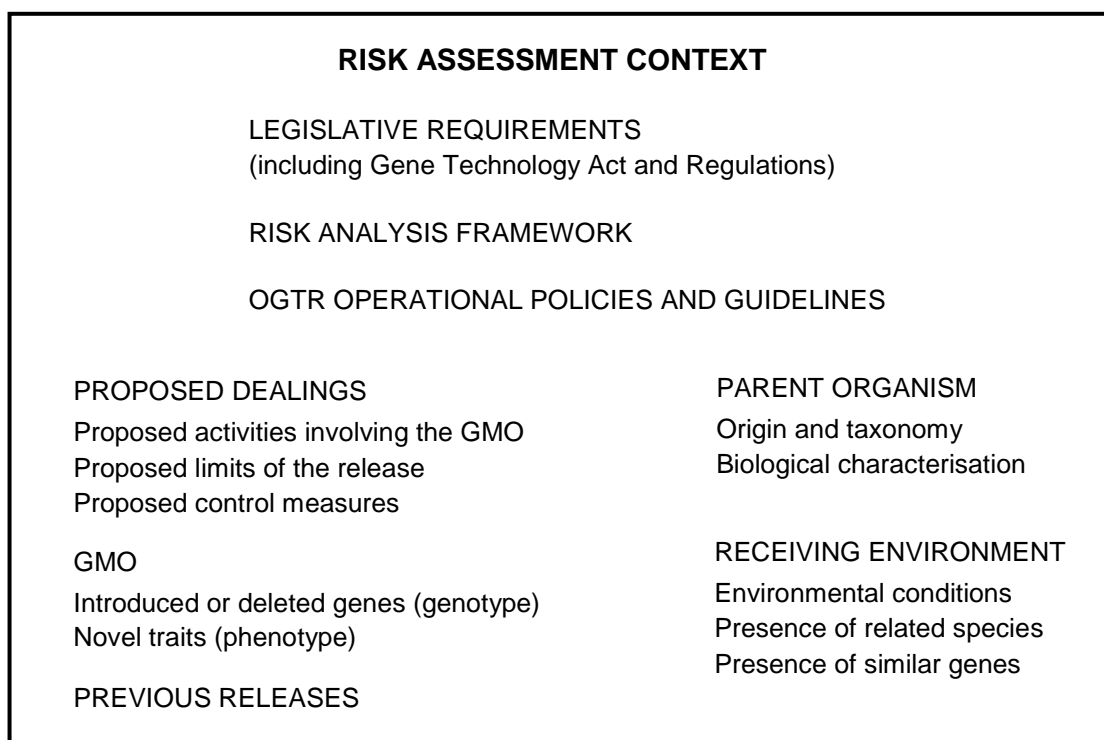 RISK ASSESSMENT CONTEXT
LEGISLATIVE REQUIREMENTS
(including Gene Technology Act and Regulations)
RISK ANALYSIS FRAMEWORK
OGTR OPERATIONAL POLICIES AND GUIDELINES
PROPOSED DEALINGS
Proposed activities involving the GMO
Proposed limits of the release
Proposed control measures
GMO
Introduced or deleted genes (genotype)
Novel traits (phenotype)
PREVIOUS RELEASES
PARENT ORGANISM
Origin and taxonomy
Biological characterisation
RECEIVING ENVIRONMENT
Environmental conditions
Presence of related species
Presence of similar genes